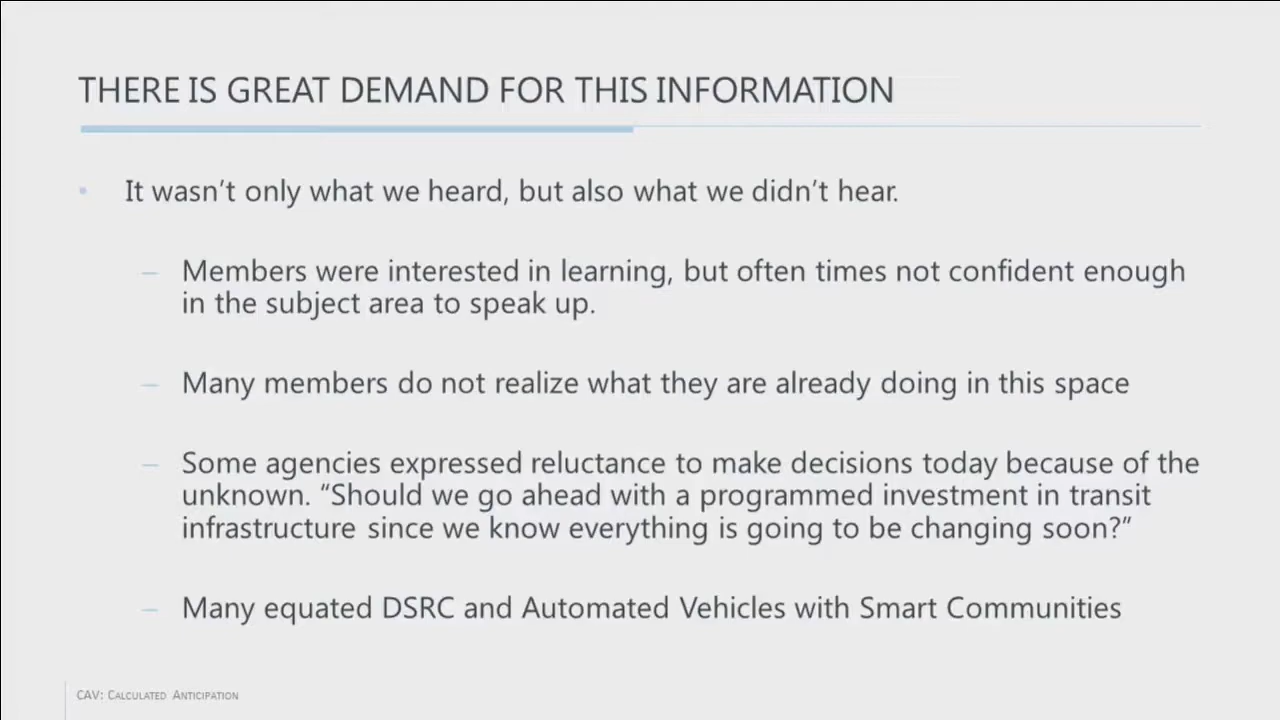 THERE IS GREAT DEMAND FOR THIS INFORMATION
• It wasn't only what we heard, but also what we didn't hear.
– Members were interested in learning, but often times not confident enough
in the subject area to speak up.
– Many members do not realize what they are already doing in this space
– Some agencies expressed reluctance to make decisions today because of the
unknown. “Should we go ahead with a programmed investment in transit
infrastructure since we know everything is going to be changing soon?”
– Many equated DSRC and Automated Vehicles with Smart Communities
CAV: CALCULATED ANTICIPATION